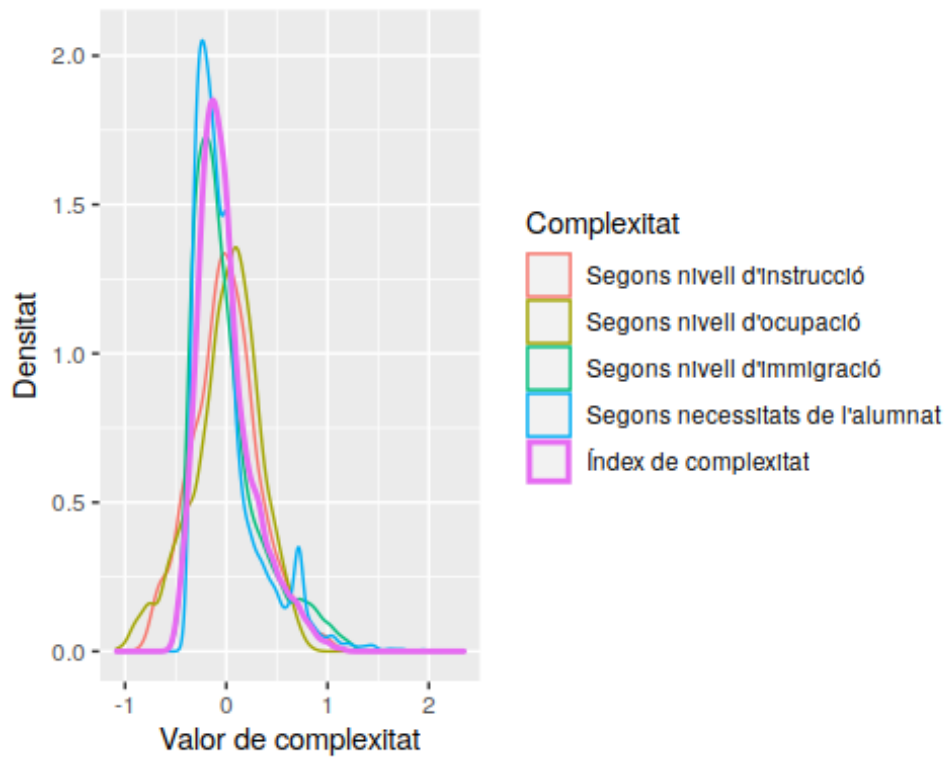 2.0
1.5
1.0
0.5
0.0
Densitat
-1 0 1 2
Valor de complexitat
Complexitat
Segons nivell d'instrucció
Segons nivell d'ocupació
Segons nivell d'immigració
Segons necessitats de l'alumnat
Índex de complexitat